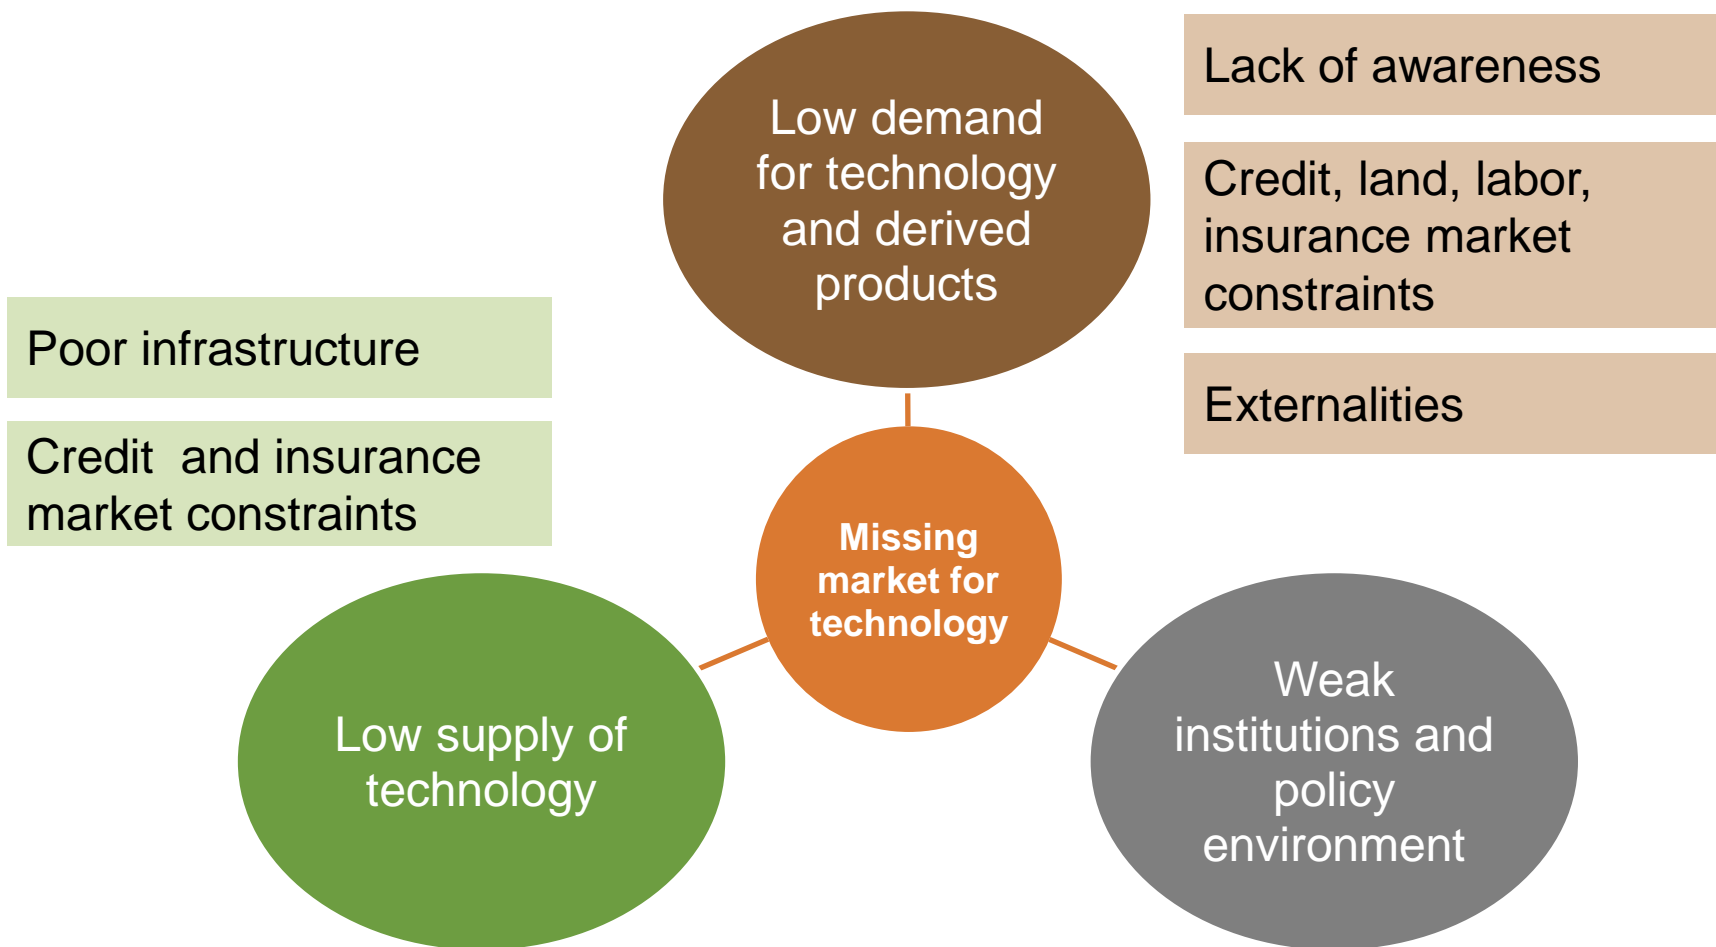 Low demand
for technology
and derived
products
Lack of awareness
Credit, land, labor,
insurance market
constraints
Externalities
Poor infrastructure
Credit  and insurance
market constraints
Missing
market for
technology
Low supply of
technology
Weak
institutions and
policy
environment